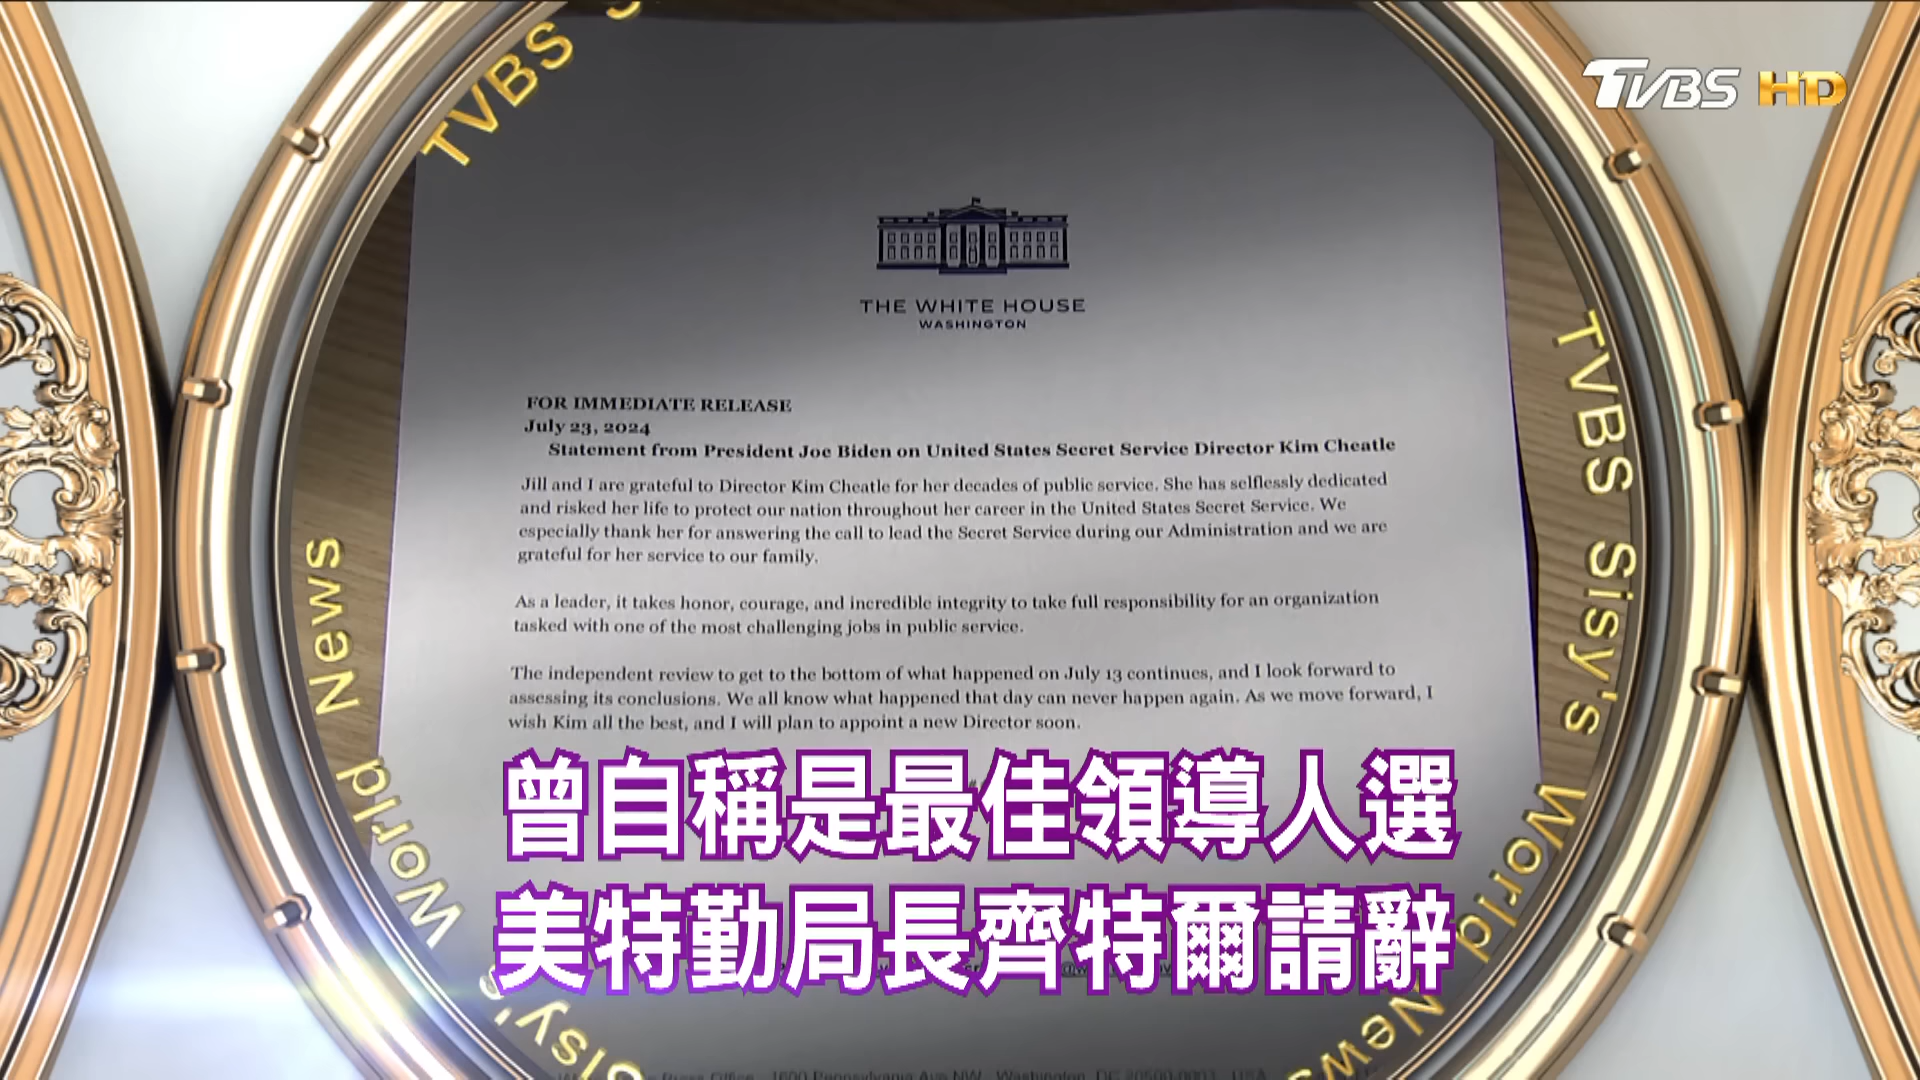 TVBS
TVBS HD
THE WHITE HOUSE
WASHINGTON
FOR IMMEDIATE RELEASE
July 23, 2024
Statement from President Joe Biden on United States Secret Service Director Kim Cheatle
Jill and I are grateful to Director Kim Cheatle for her decades of public service. She has selflessly dedicated
and risked her life to protect our nation throughout her career in the United States Secret Service. We
especially thank her for answering the call to lead the Secret Service during our Administration and we are
grateful for her service to our family.
As a leader, it takes honor, courage, and incredible integrity to take full responsibility for an organization
tasked with one of the most challenging jobs in public service.
The independent review to get to the bottom of what happened on July 13 continues, and I look forward to
assessing its conclusions. We all know what happened that day can never happen again. As we move forward, I
wish Kim all the best, and I will plan to appoint a new Director soon.
曾自稱是最佳領導人選
美特勤局長齊特爾請辭
TVBS Sisy's World News
World News